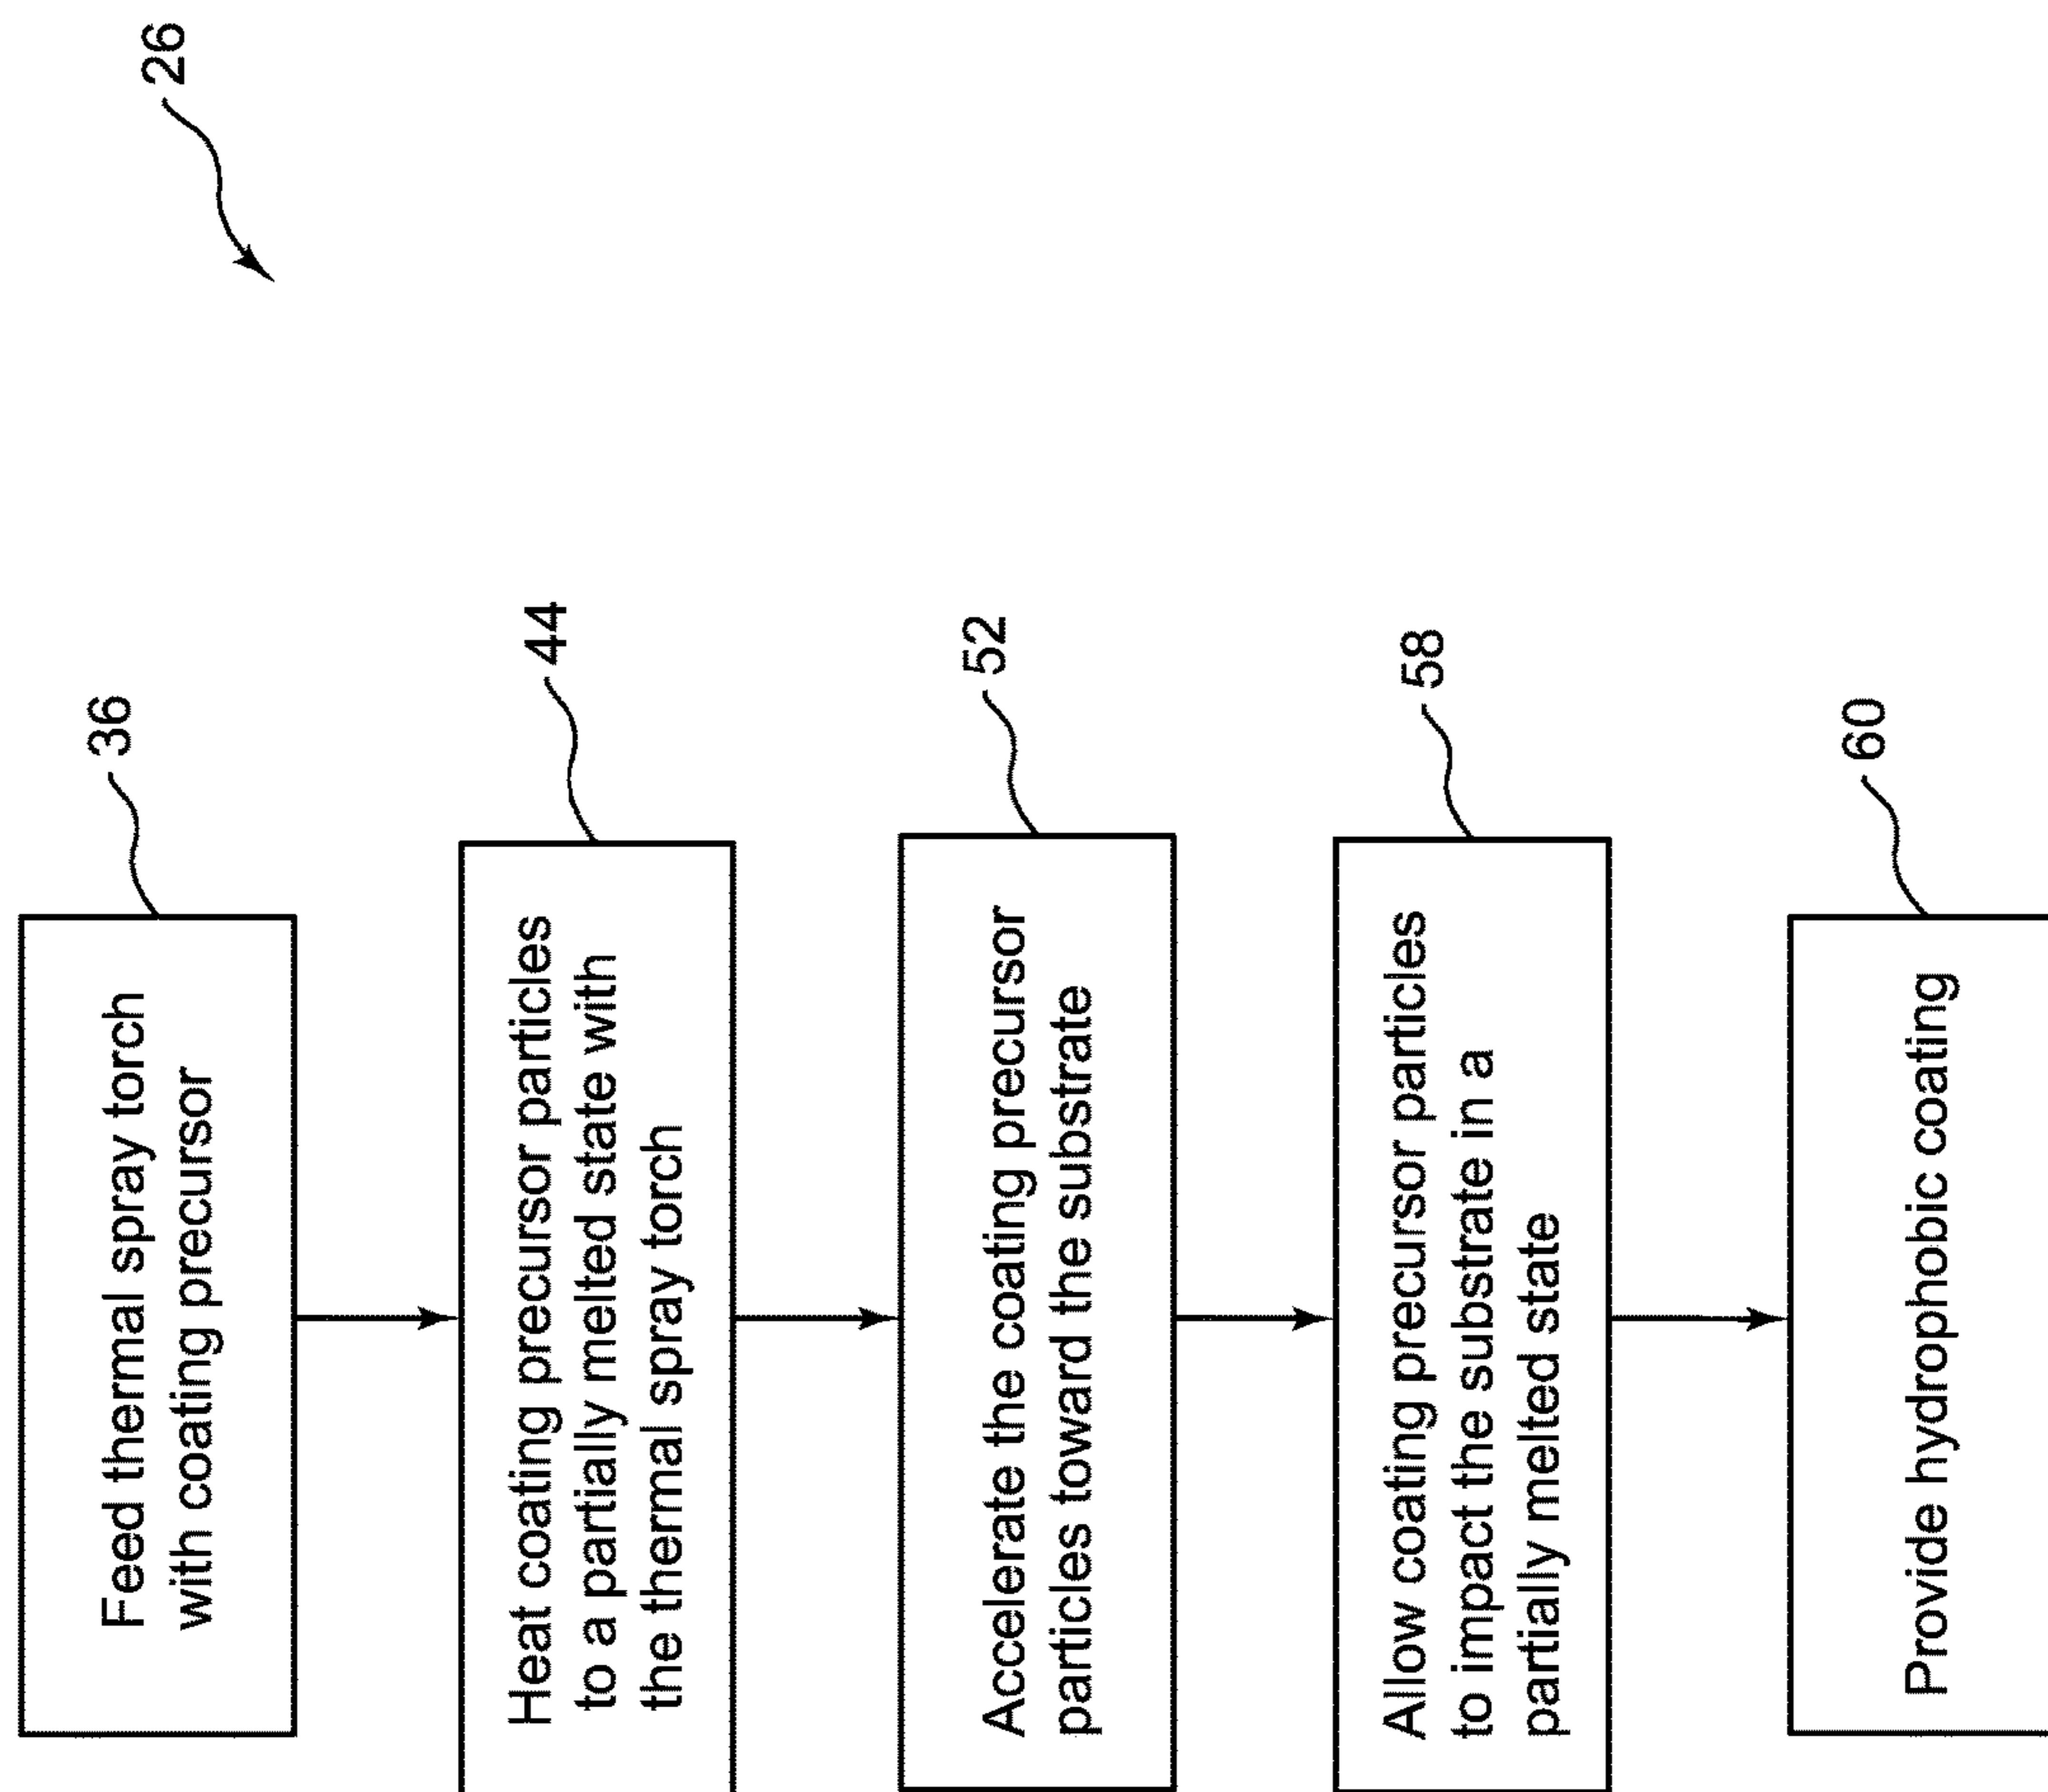 26
36
Feed thermal spray torch
with coating precursor
44
Heat coating precursor particles
to a partially melted state with
the thermal spray torch
52
Accelerate the coating precursor
particles toward the substrate
58
Allow coating precursor particles
to impact the substrate in a
partially melted state
60
Provide hydrophobic coating